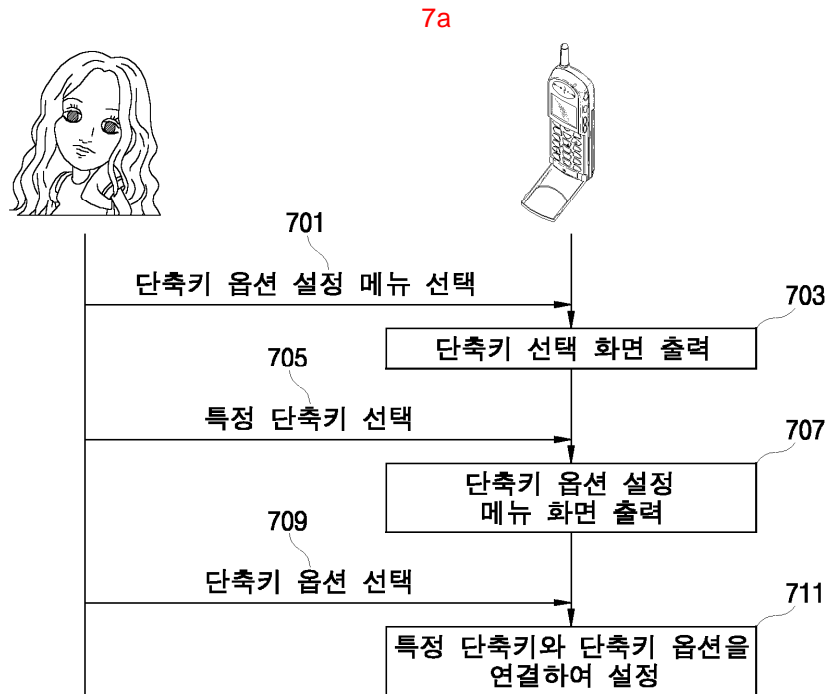 7a
701
단축키 옵션 설정 메뉴 선택
703
단축키 선택 화면 출력
705
특정 단축키 선택
707
단축키 옵션 설정
메뉴 화면 출력
709
단축키 옵션 선택
711
특정 단축키와 단축키 옵션을
연결하여 설정